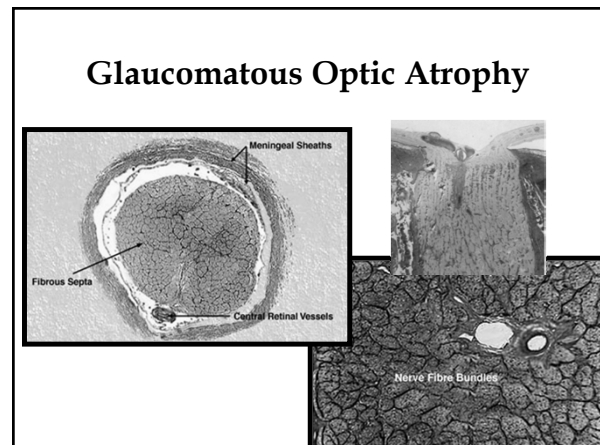 Glaucomatous Optic Atrophy
Meningeal Sheaths
Fibrous Septa
Central Retinal Vessels
Nerve Fibre Bundles